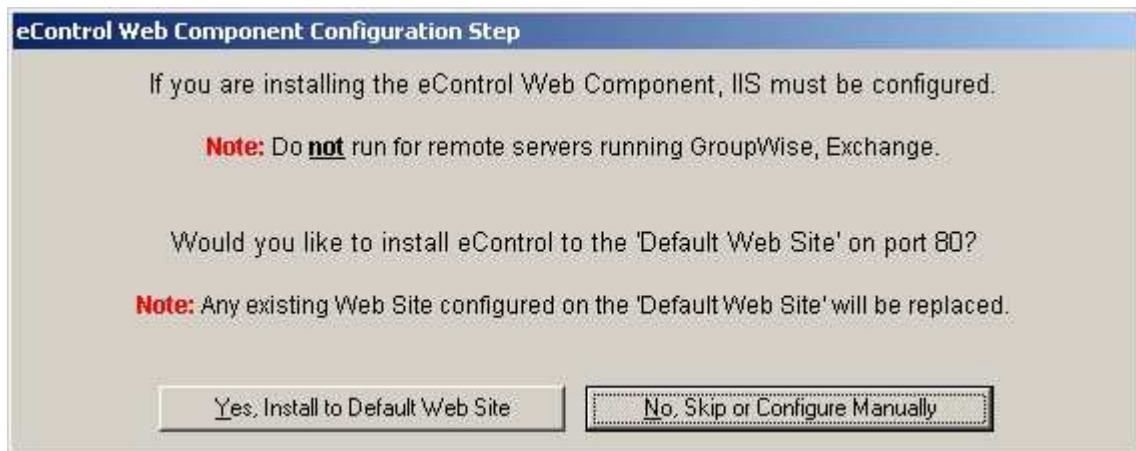 eControl Web Component Configuration Step
If you are installing the eControl Web Component, IIS must be configured.
Note: Do not run for remote servers running GroupWise, Exchange.
Would you like to install eControl to the 'Default Web Site' on port 80?
Note: Any existing Web Site configured on the 'Default Web Site' will be replaced.
Yes, Install to Default Web Site
No, Skip or Configure Manually